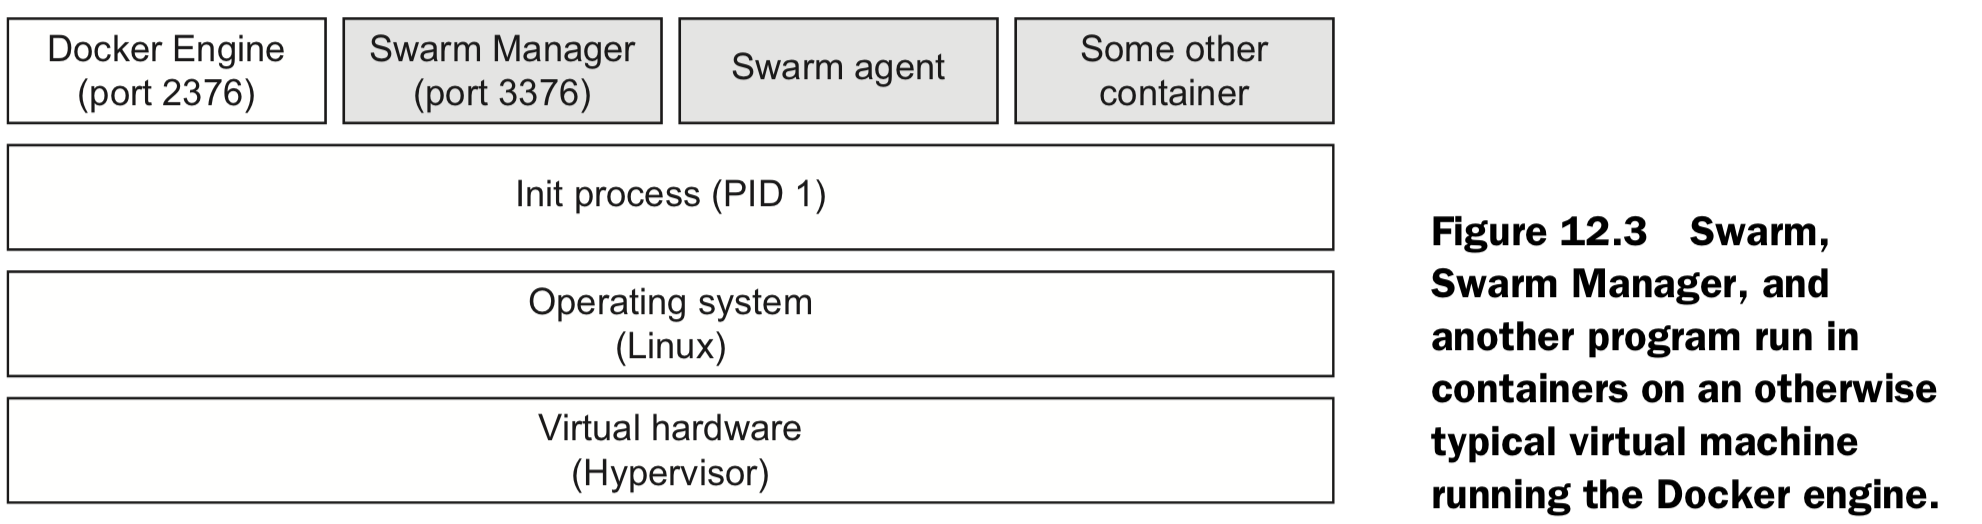 Docker Engine
(port 2376)
Swarm Manager
(port 3376)
Swarm agent
Some other
container
Init process (PID 1)
Operating system
(Linux)
Virtual hardware
(Hypervisor)
Figure 12.3 Swarm,
Swarm Manager, and
another program run in
containers on an otherwise
typical virtual machine
running the Docker engine.